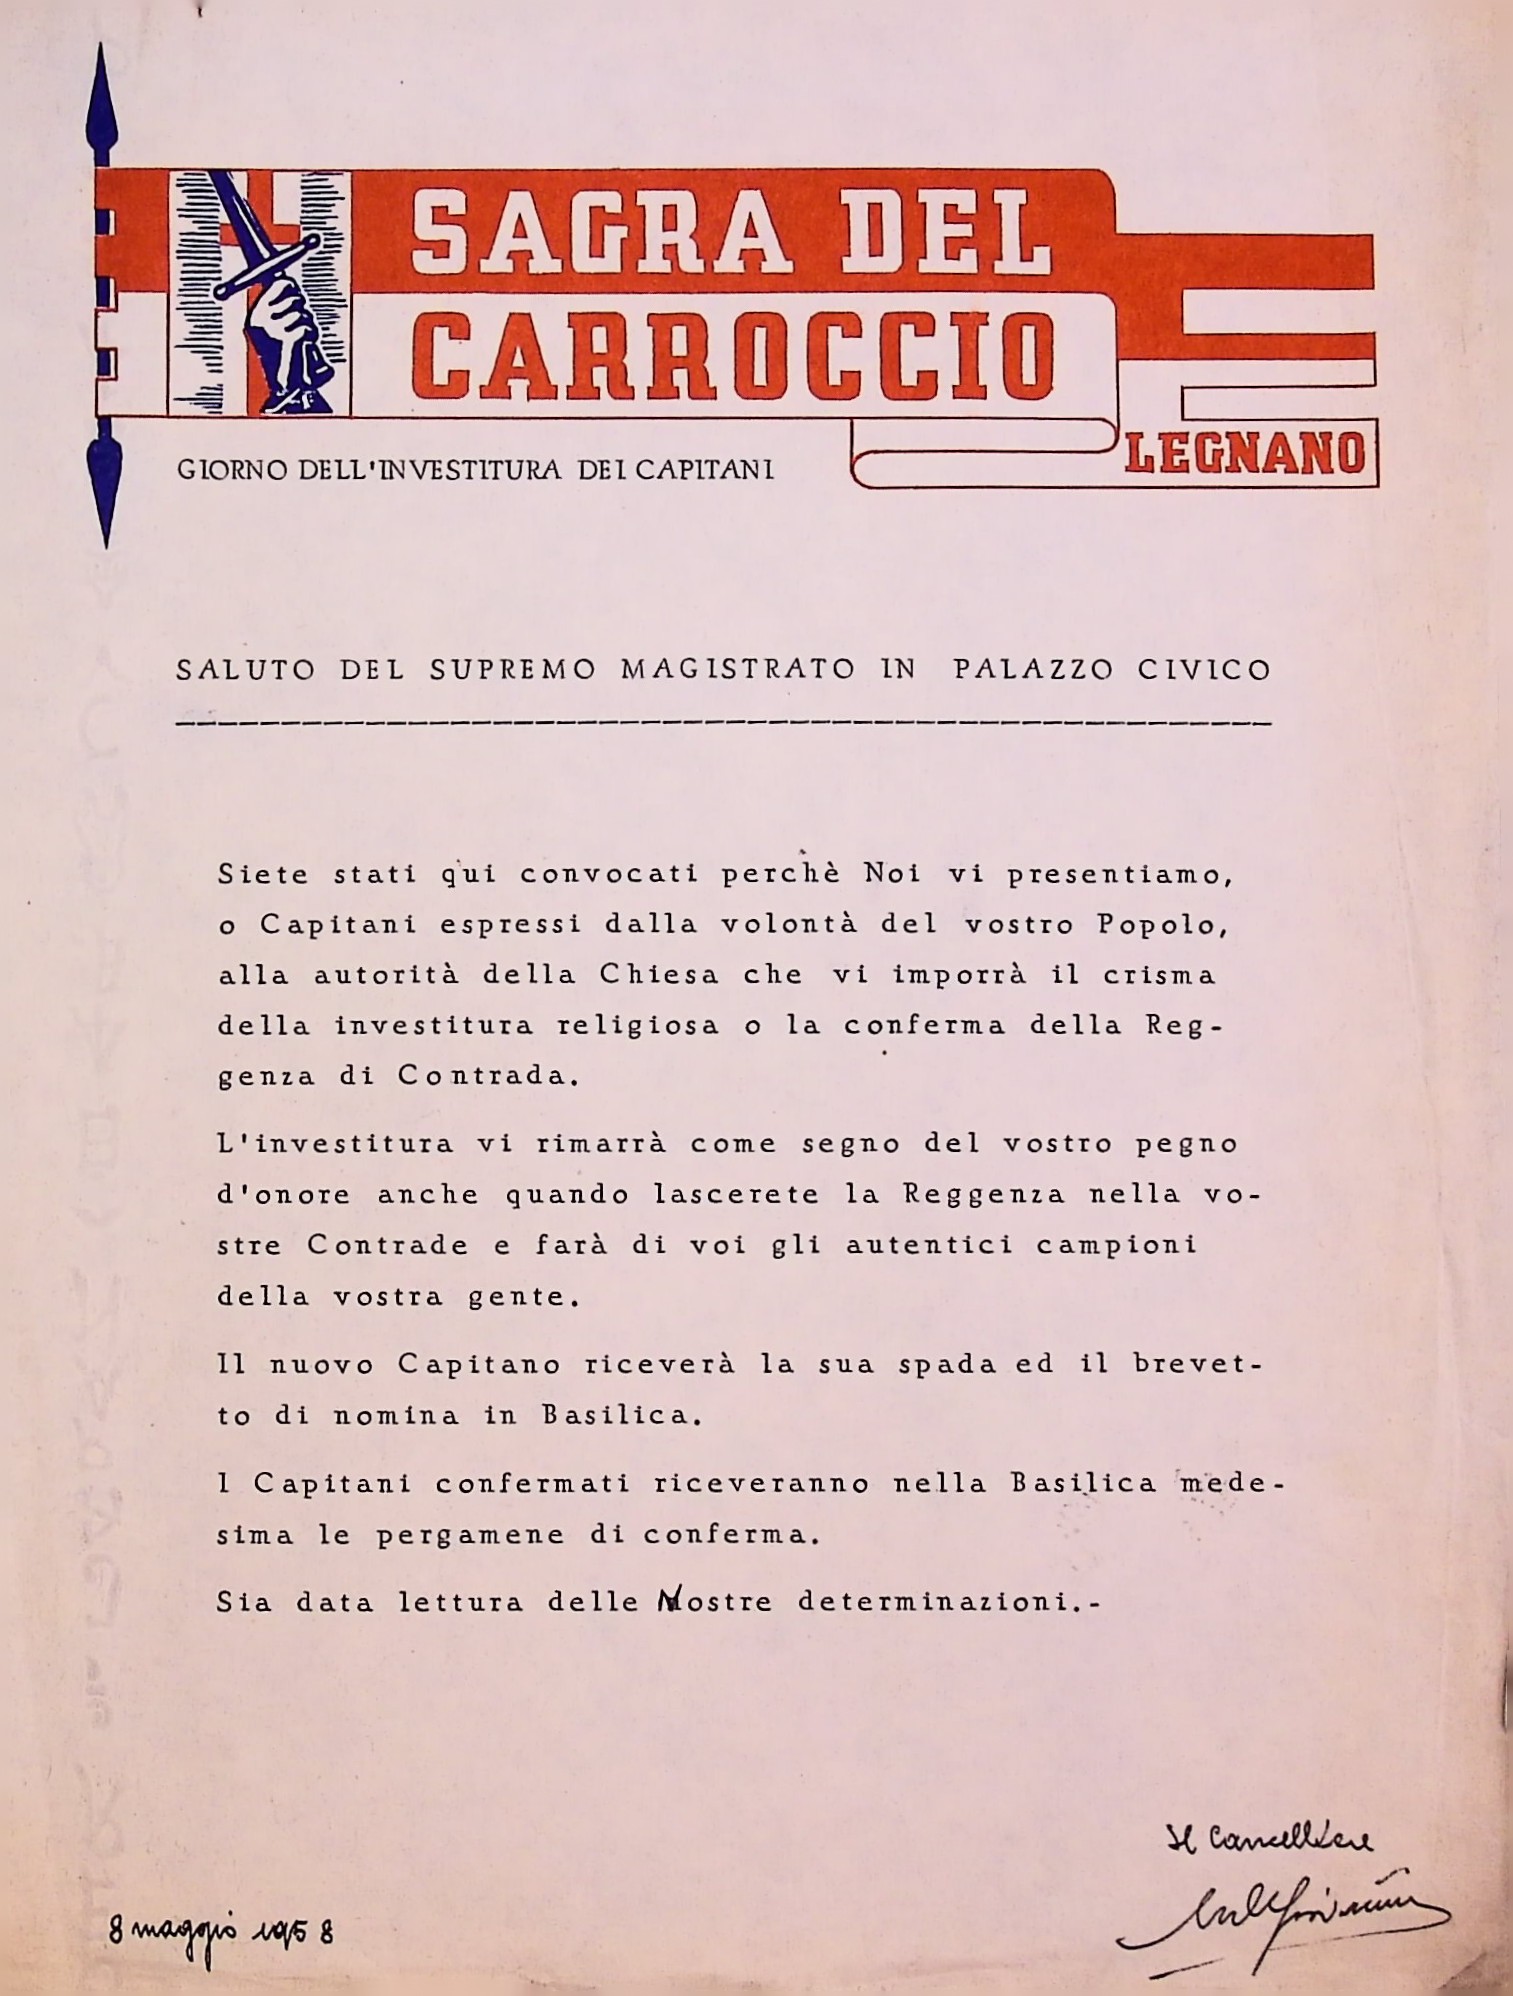 SAGRA DEL
CARROCCIO
LEGNANO
GIORNO DELL'INVESTITURA DEI CAPITANI
SALUTO DEL SUPREMO MAGISTRATO IN PALAZZO CIVICO
Siete stati qui convocati perchè Noi vi presentiamo,
o Capitani espressi dalla volontà del vostro Popolo,
alla autorità della Chiesa che vi imporrà il crisma
della investitura religiosa o la conferma della Reg-
genza di Contrada.
L'investitura vi rimarrà come segno del vostro pegno
d'onore anche quando lascerete la Reggenza nella vo-
stre Contrade e farà di voi gli autentici campioni
della vostra gente.
Il nuovo Capitano riceverà la sua spada ed il brevet-
to di nomina in Basilica.
I Capitani confermati riceveranno nella Basilica mede-
sima le pergamene di conferma.
Sia data lettura delle Nostre determinazioni.-
Il Cancelliere
8 maggio 1958